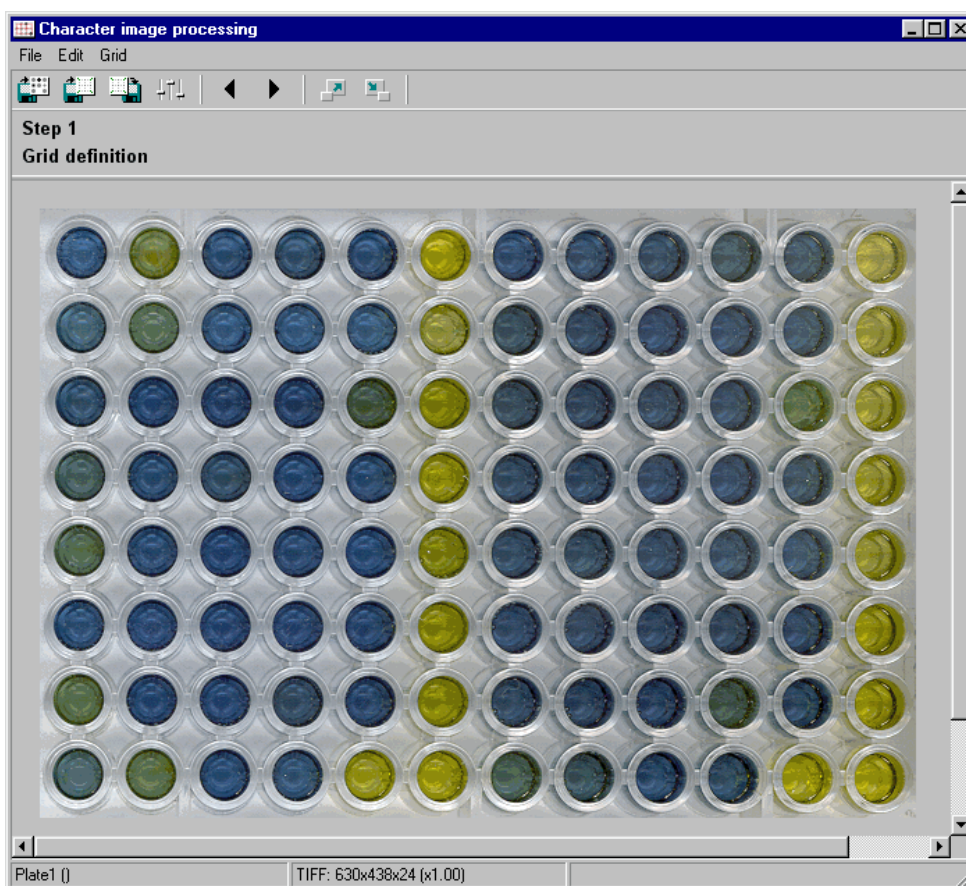 Character image processing
File Edit Grid
Step 1
Grid definition
Plate1 ()
TIFF: 630x438x24 (x1.00)